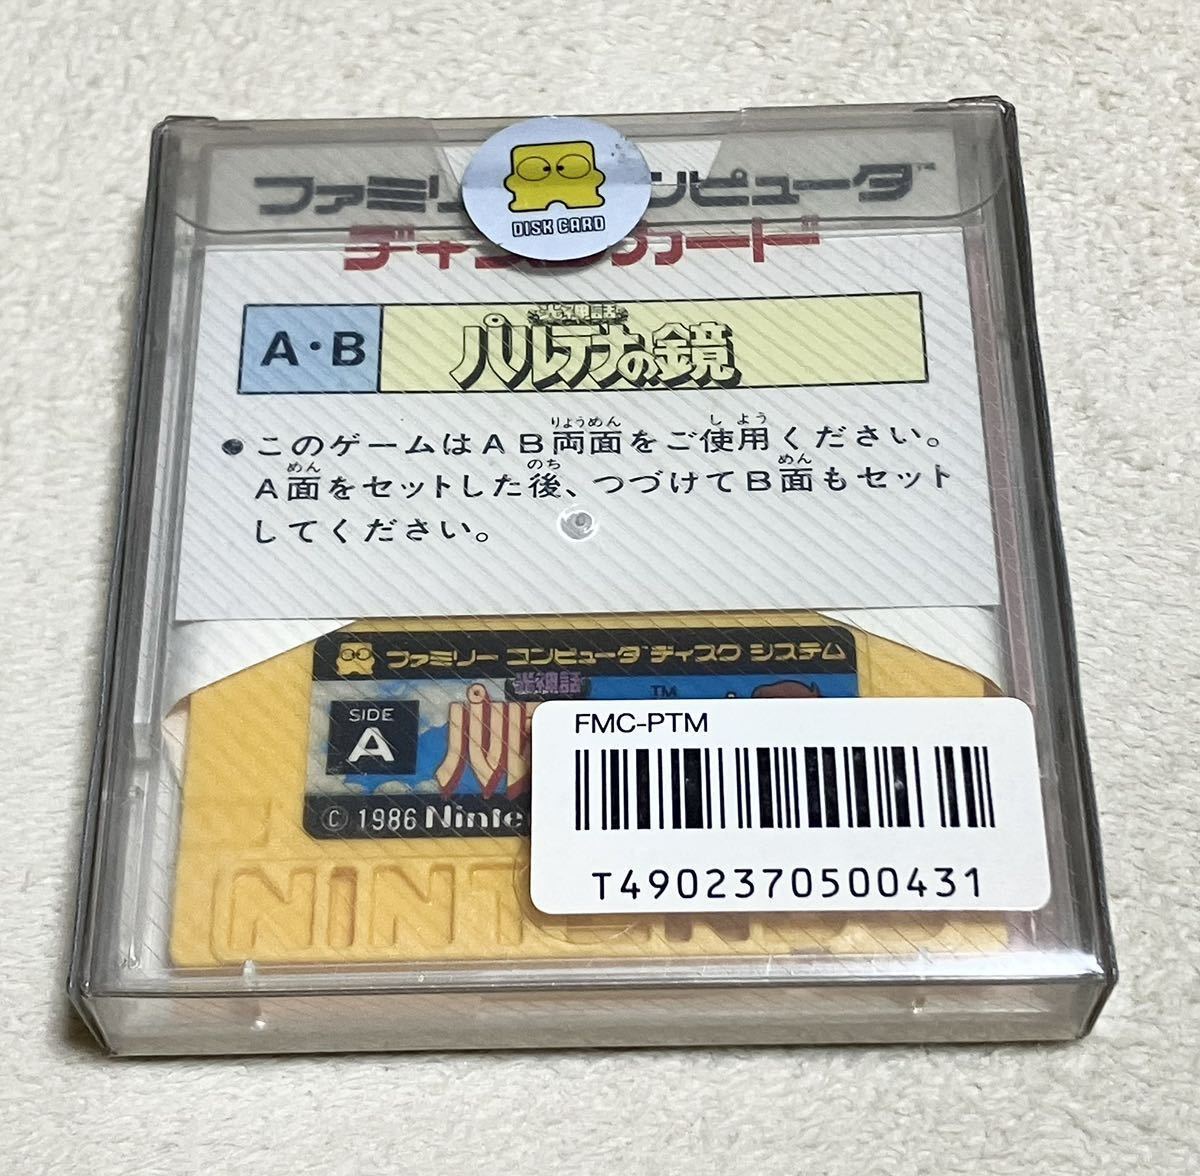 ファミリーコンピュータ™
DISK CARD
ディスクカード
A・B
光神話
パルテナの鏡
りょうめん し よう
●このゲームはAB両面をご使用ください。
めん のち めん
A面をセットした後、つづけてB面もセット
してください。
ファミリー コンピュータ™ ディスク システム
光神話
SIDE
A
パル
TM
© 1986 Ninte
NINTENDO
FMC-PTM
T4902370500431